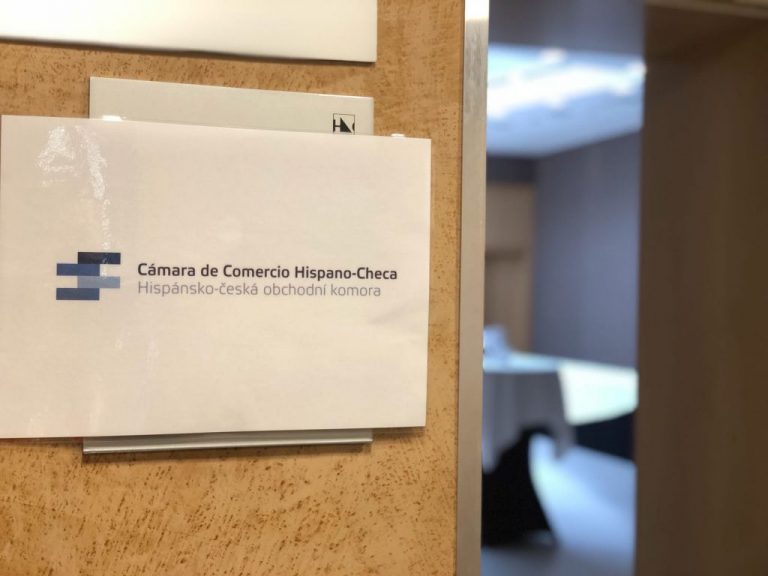 Cámara de Comercio Hispano-Checa
Hispánsko-česká obchodní komora